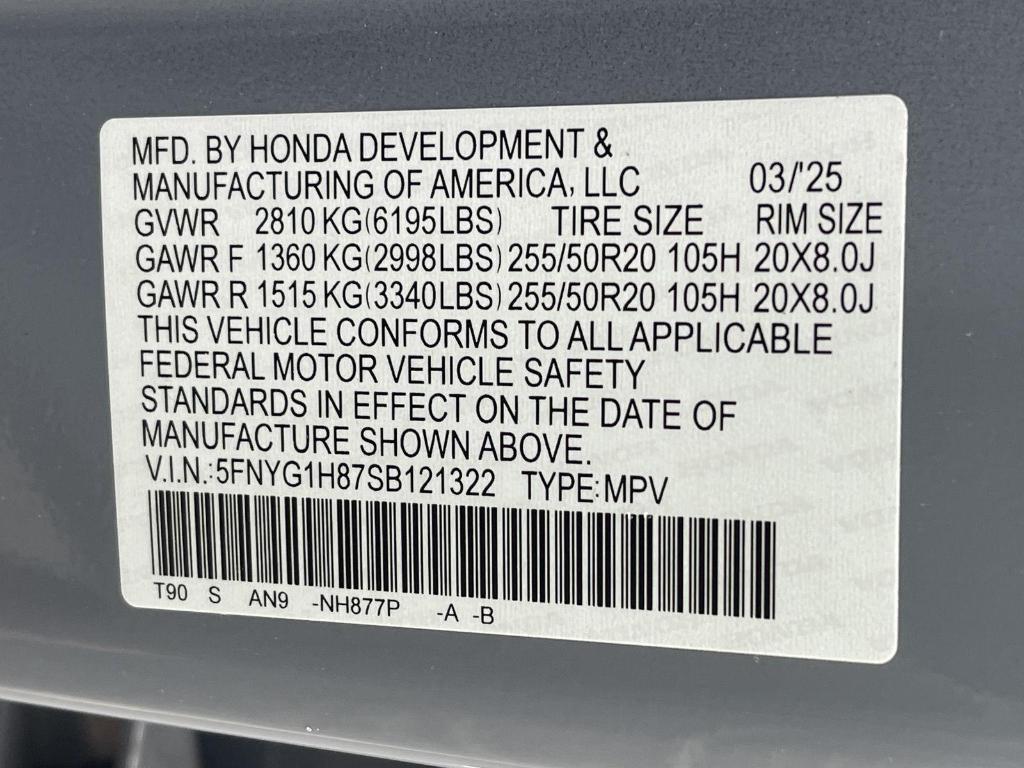 MFD. BY HONDA DEVELOPMENT &
MANUFACTURING OF AMERICA, LLC 03/'25
GVWR 2810 KG(6195LBS) TIRE SIZE RIM SIZE
GAWR F 1360 KG(2998LBS) 255/50R20 105H 20X8.0J
GAWR R 1515 KG(3340LBS) 255/50R20 105H 20X8.0J
THIS VEHICLE CONFORMS TO ALL APPLICABLE
FEDERAL MOTOR VEHICLE SAFETY
STANDARDS IN EFFECT ON THE DATE OF
MANUFACTURE SHOWN ABOVE.
V.I.N.:5FNYG1H87SB121322 TYPE:MPV
T90 S AN9 -NH877P -A -B